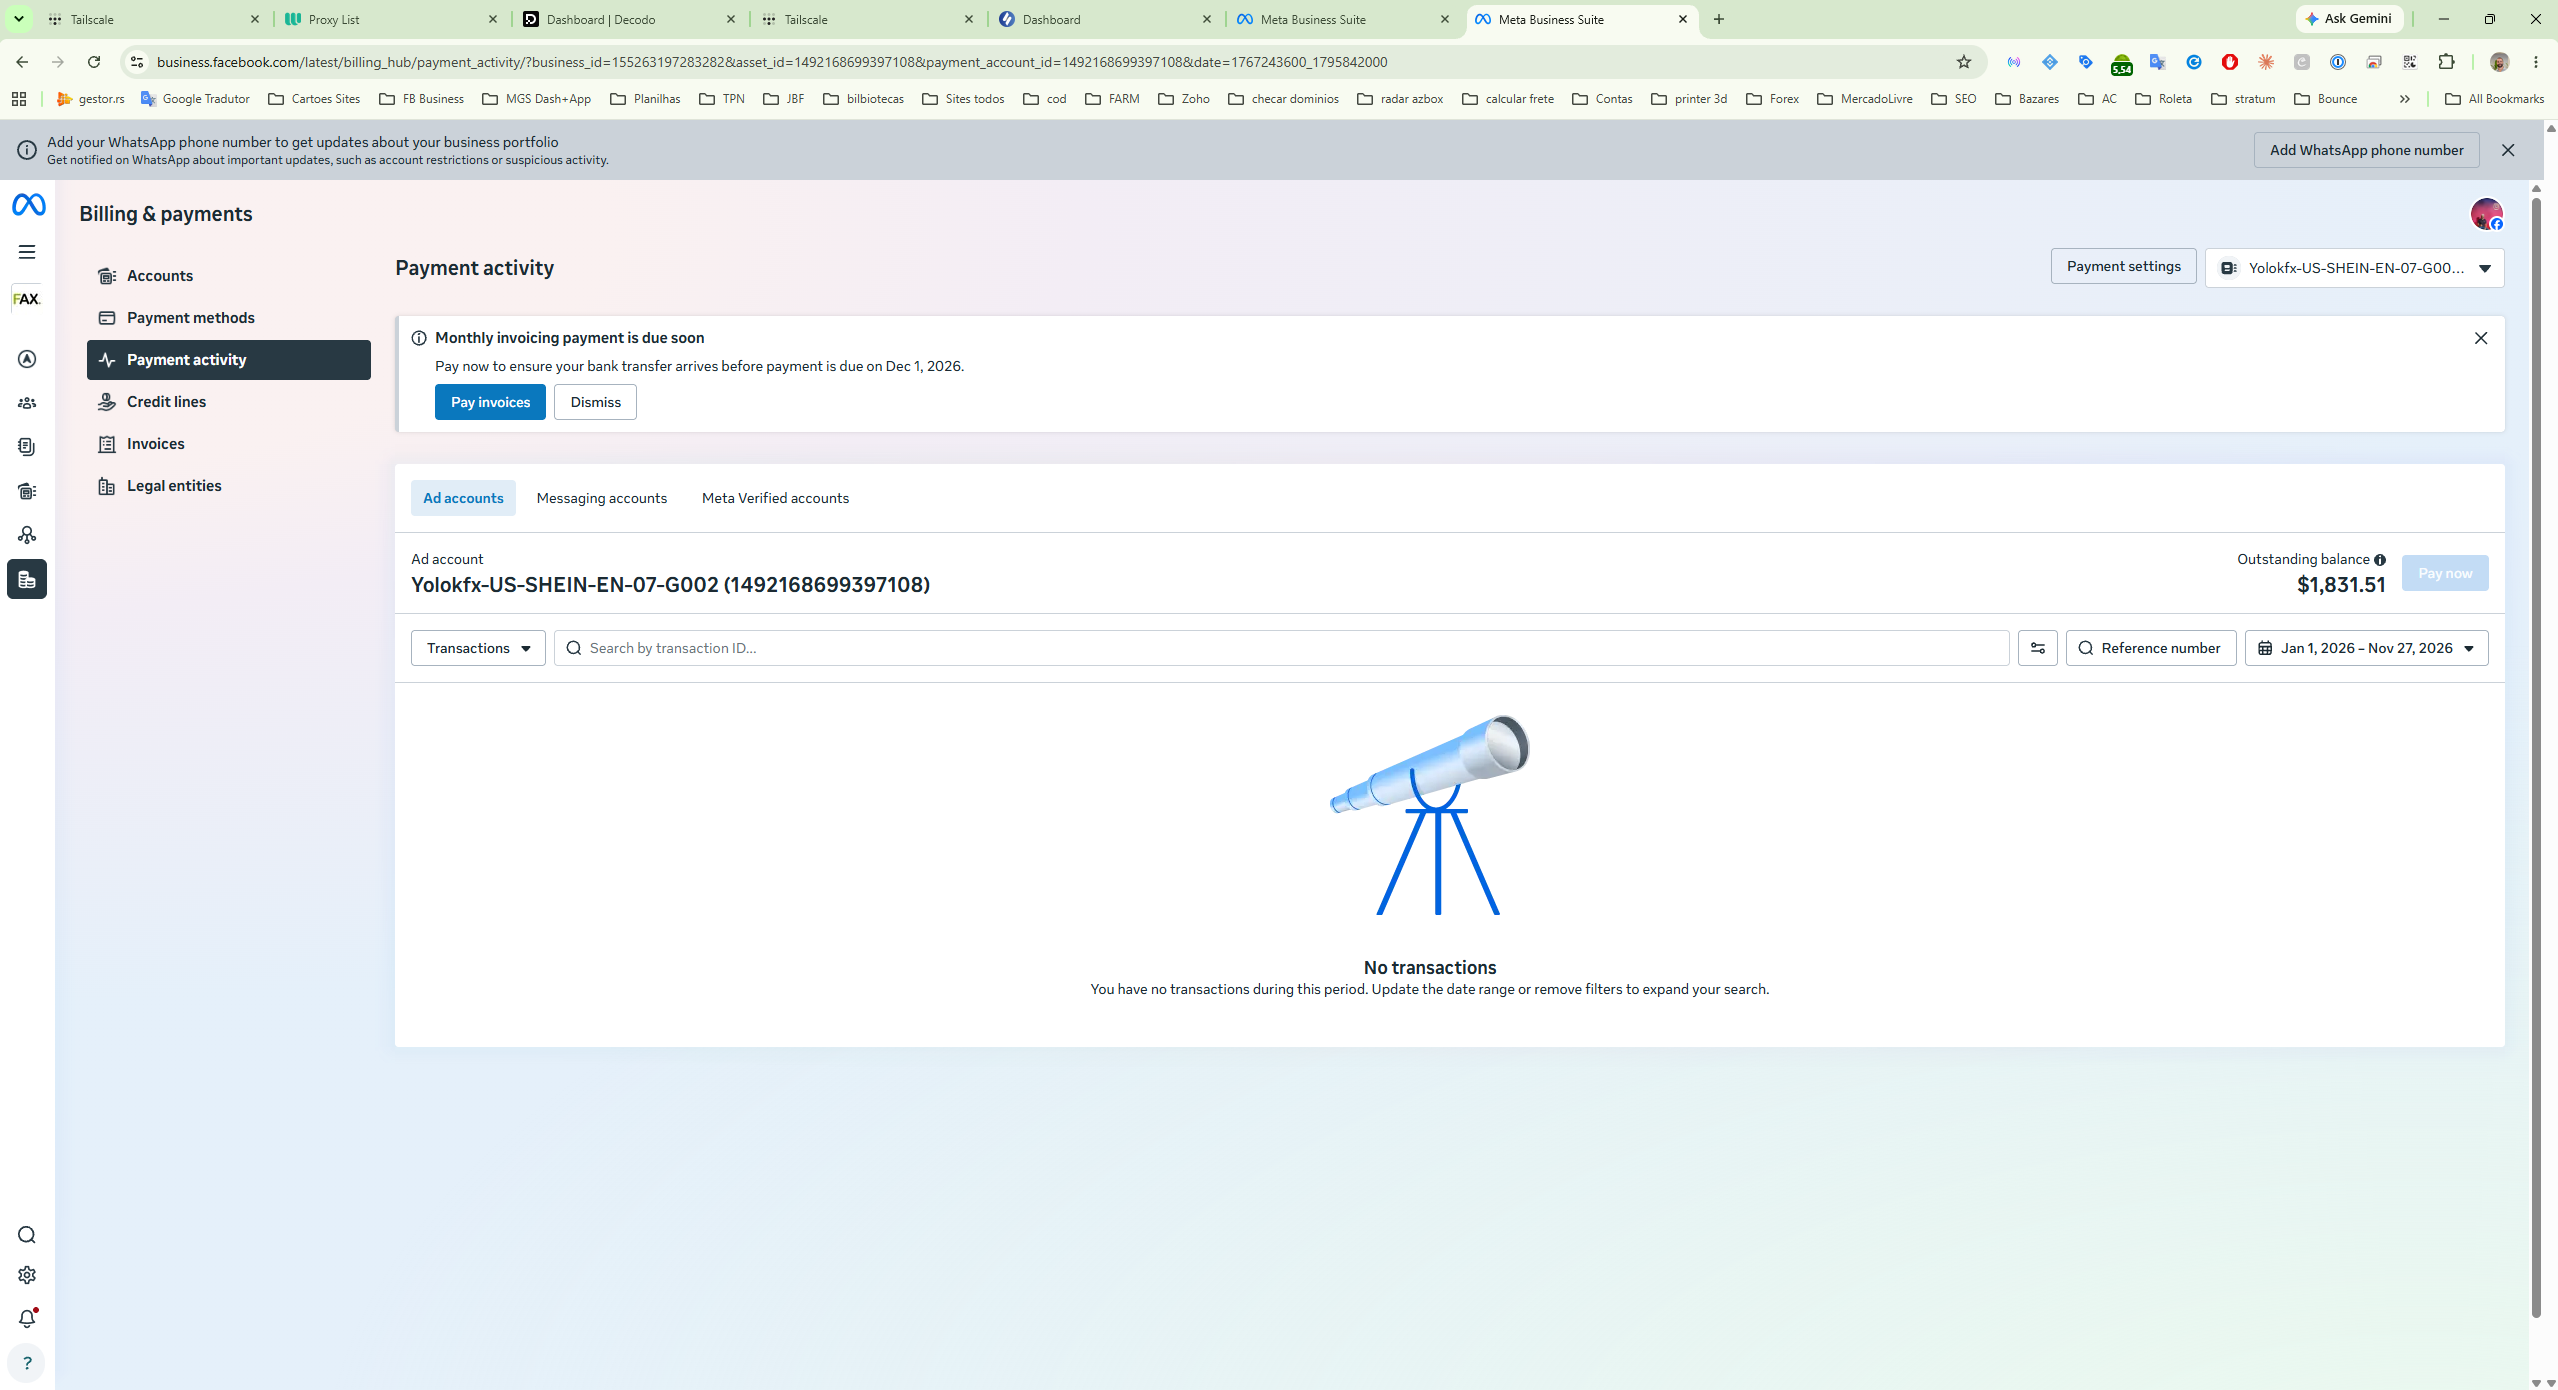 Tailscale
Proxy List
Dashboard | Decodo
Tailscale
Dashboard
Meta Business Suite
Meta Business Suite
Ask Gemini
business.facebook.com/latest/billing_hub/payment_activity/?business_id=155263197283282&asset_id=1492168699397108&payment_account_id=1492168699397108&date=1767243600_1795842000
5,54
gestor.rs
Google Tradutor
Cartoes Sites
FB Business
MGS Dash+App
Planilhas
TPN
JBF
bilbiotecas
Sites todos
cod
FARM
Zoho
checar dominios
radar azbox
calcular frete
Contas
printer 3d
Forex
MercadoLivre
SEO
Bazares
AC
Roleta
stratum
Bounce
All Bookmarks
Add your WhatsApp phone number to get updates about your business portfolio
Get notified on WhatsApp about important updates, such as account restrictions or suspicious activity.
Add WhatsApp phone number
Billing & payments
FAX.
Accounts
Payment methods
Payment activity
Credit lines
Invoices
Legal entities
Payment activity
Payment settings
Yolokfx-US-SHEIN-EN-07-G00...
Monthly invoicing payment is due soon
Pay now to ensure your bank transfer arrives before payment is due on Dec 1, 2026.
Pay invoices
Dismiss
Ad accounts
Messaging accounts
Meta Verified accounts
Ad account
Yolokfx-US-SHEIN-EN-07-G002 (1492168699397108)
Outstanding balance
$1,831.51
Pay now
Transactions
Search by transaction ID...
Reference number
Jan 1, 2026 – Nov 27, 2026
No transactions
You have no transactions during this period. Update the date range or remove filters to expand your search.
?